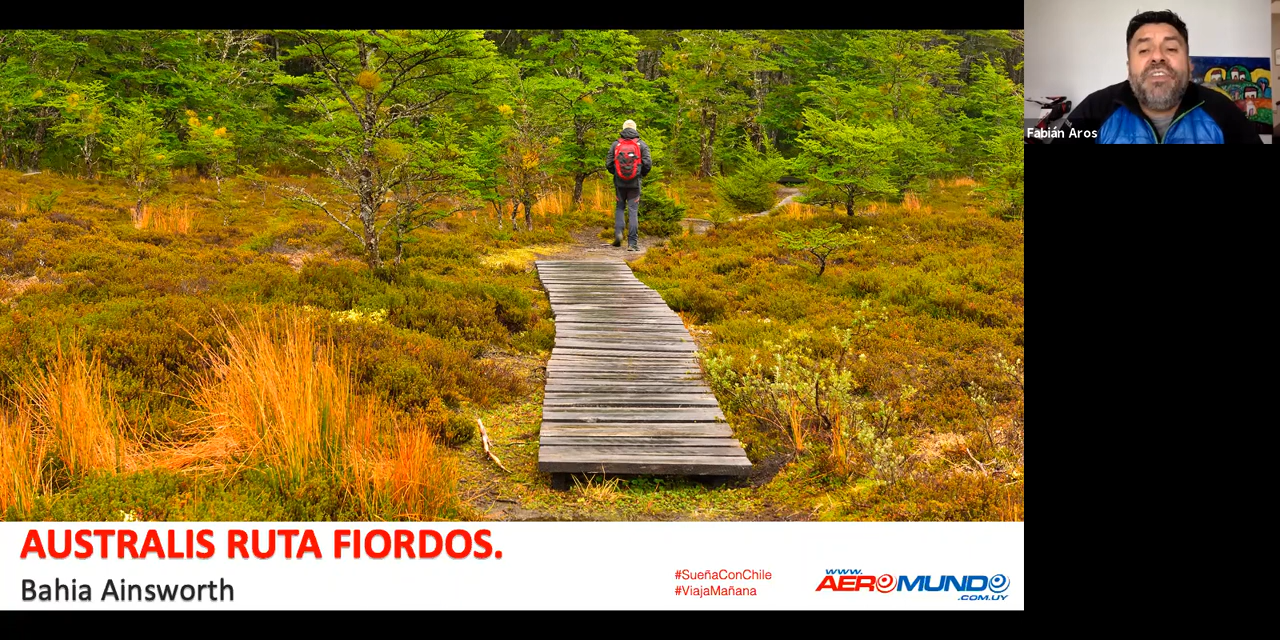 Fabián Aros
AUSTRALIS RUTA FIORDOS.
Bahia Ainsworth
#SueñaConChile
#ViajaMañana
WWW.
AEROMUNDO
.COM.UY